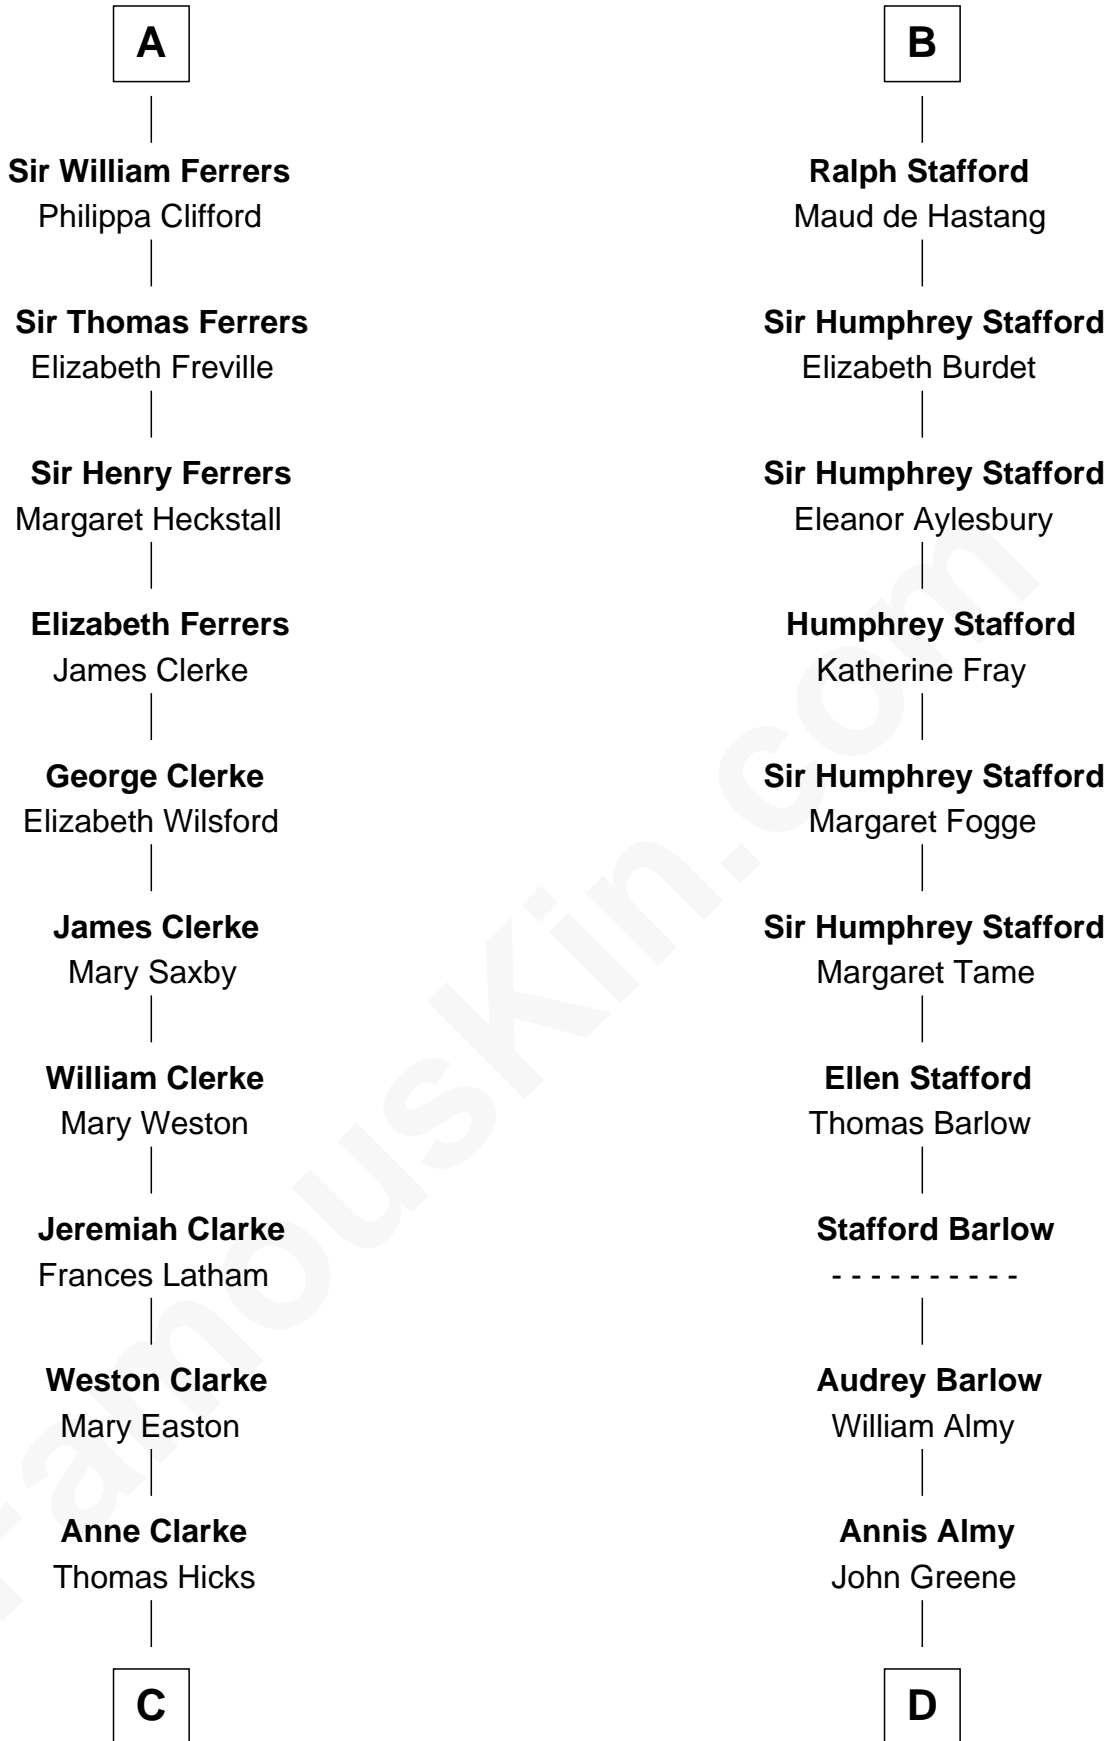 A
Sir William Ferrers
Philippa Clifford
Sir Thomas Ferrers
Elizabeth Freville
Sir Henry Ferrers
Margaret Heckstall
Elizabeth Ferrers
James Clerke
George Clerke
Elizabeth Wilsford
James Clerke
Mary Saxby
William Clerke
Mary Weston
Jeremiah Clarke
Frances Latham
Weston Clarke
Mary Easton
Anne Clarke
Thomas Hicks
C
B
Ralph Stafford
Maud de Hastang
Sir Humphrey Stafford
Elizabeth Burdet
Sir Humphrey Stafford
Eleanor Aylesbury
Humphrey Stafford
Katherine Fray
Sir Humphrey Stafford
Margaret Fogge
Sir Humphrey Stafford
Margaret Tame
Ellen Stafford
Thomas Barlow
Stafford Barlow
- - - - - - - - - -
Audrey Barlow
William Almy
Annis Almy
John Greene
D
FamousKin.com